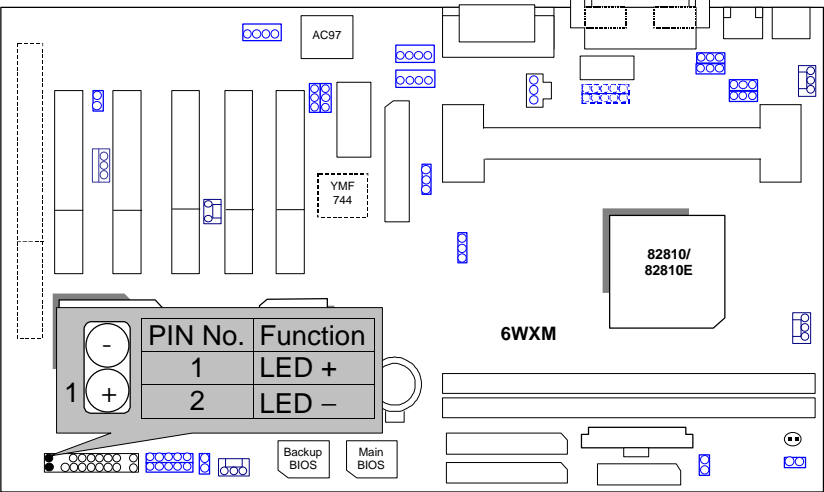 AC97
YMF
744
82810/
82810E
6WXM
PIN No. Function
1 LED +
2 LED –
-
1 +
Backup
BIOS
Main
BIOS